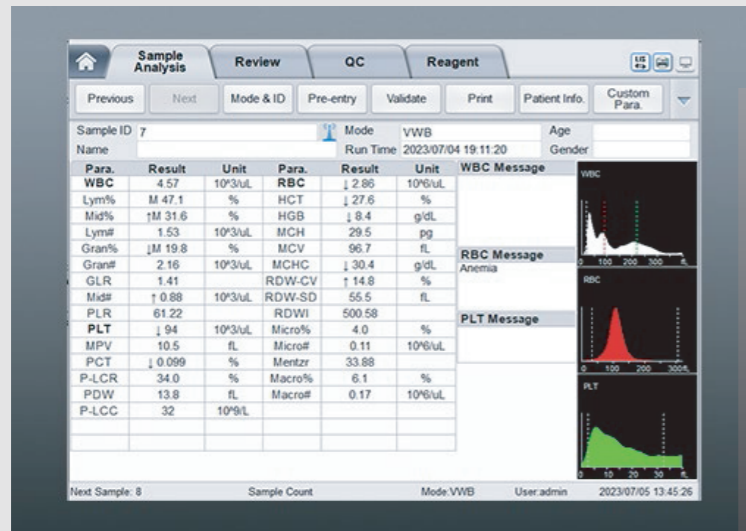 Sample Analysis Review QC Reagent
Previous Next Mode & ID Pre-entry Validate Print Patient Info. Custom Para.
Sample ID 7 Mode VWB Age
Name Run Time 2023/07/04 19:11:20 Gender
Para. Result Unit Para. Result Unit WBC Message WBC
WBC 4.57 10^3/uL RBC ↓ 2.86 10^6/uL
Lym% M 47.1 % HCT ↓ 27.6 %
Mid% ↑M 31.6 % HGB ↓ 8.4 g/dL
Lym# 1.53 10^3/uL MCH 29.5 pg
Gran% ↓M 19.8 % MCV 96.7 fL RBC Message 0 100 200 300 fL
Gran# 2.16 10^3/uL MCHC ↓ 30.4 g/dL Anemia
GLR 1.41 RDW-CV ↑ 14.8 % RBC
Mid# ↑ 0.88 10^3/uL RDW-SD 55.5 fL
PLR 61.22 RDWI 500.58 PLT Message
PLT ↓ 94 10^3/uL Micro% 4.0 %
MPV 10.5 fL Micro# 0.11 10^6/uL
PCT ↓ 0.099 % Mentzr 33.88 0 100 200 300fL
P-LCR 34.0 % Macro% 6.1 % PLT
PDW 13.8 fL Macro# 0.17 10^6/uL
P-LCC 32 10^9/L
10 20 30 fL
Next Sample: 8 Sample Count Mode:VWB User:admin 2023/07/05 13:45:26